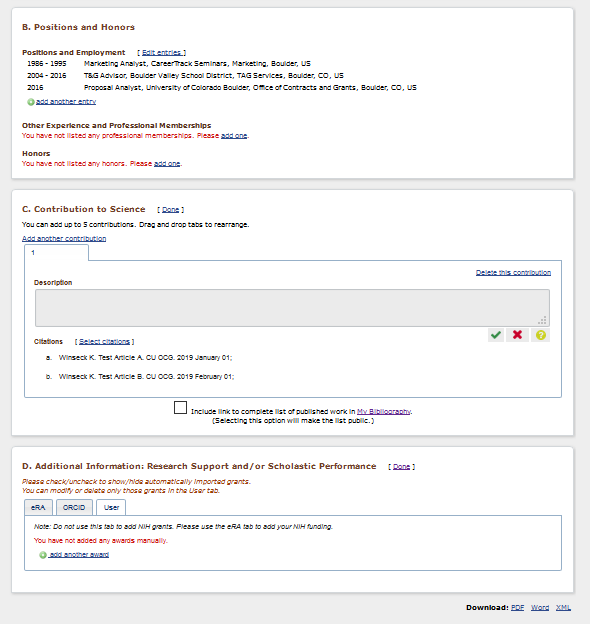 B. Positions and Honors
Positions and Employment [ Edit entries ]
1986 - 1995 Marketing Analyst, CareerTrack Seminars, Marketing, Boulder, US
2004 - 2016 T&G Advisor, Boulder Valley School District, TAG Services, Boulder, CO, US
2016 Proposal Analyst, University of Colorado Boulder, Office of Contracts and Grants, Boulder, CO, US
add another entry
Other Experience and Professional Memberships
You have not listed any professional memberships. Please add one.
Honors
You have not listed any honors. Please add one.
C. Contribution to Science [ Done ]
You can add up to 5 contributions. Drag and drop tabs to rearrange.
Add another contribution
1
Delete this contribution
Description
Citations [ Select citations ]
a. Winseck K. Test Article A. CU OCG. 2019 January 01;
b. Winseck K. Test Article B. CU OCG. 2019 February 01;
Include link to complete list of published work in My Bibliography.
(Selecting this option will make the list public.)
D. Additional Information: Research Support and/or Scholastic Performance [ Done ]
Please check/uncheck to show/hide automatically imported grants.
You can modify or delete only those grants in the User tab.
eRA ORCID User
Note: Do not use this tab to add NIH grants. Please use the eRA tab to add your NIH funding.
You have not added any awards manually.
add another award
Download: PDF Word XML